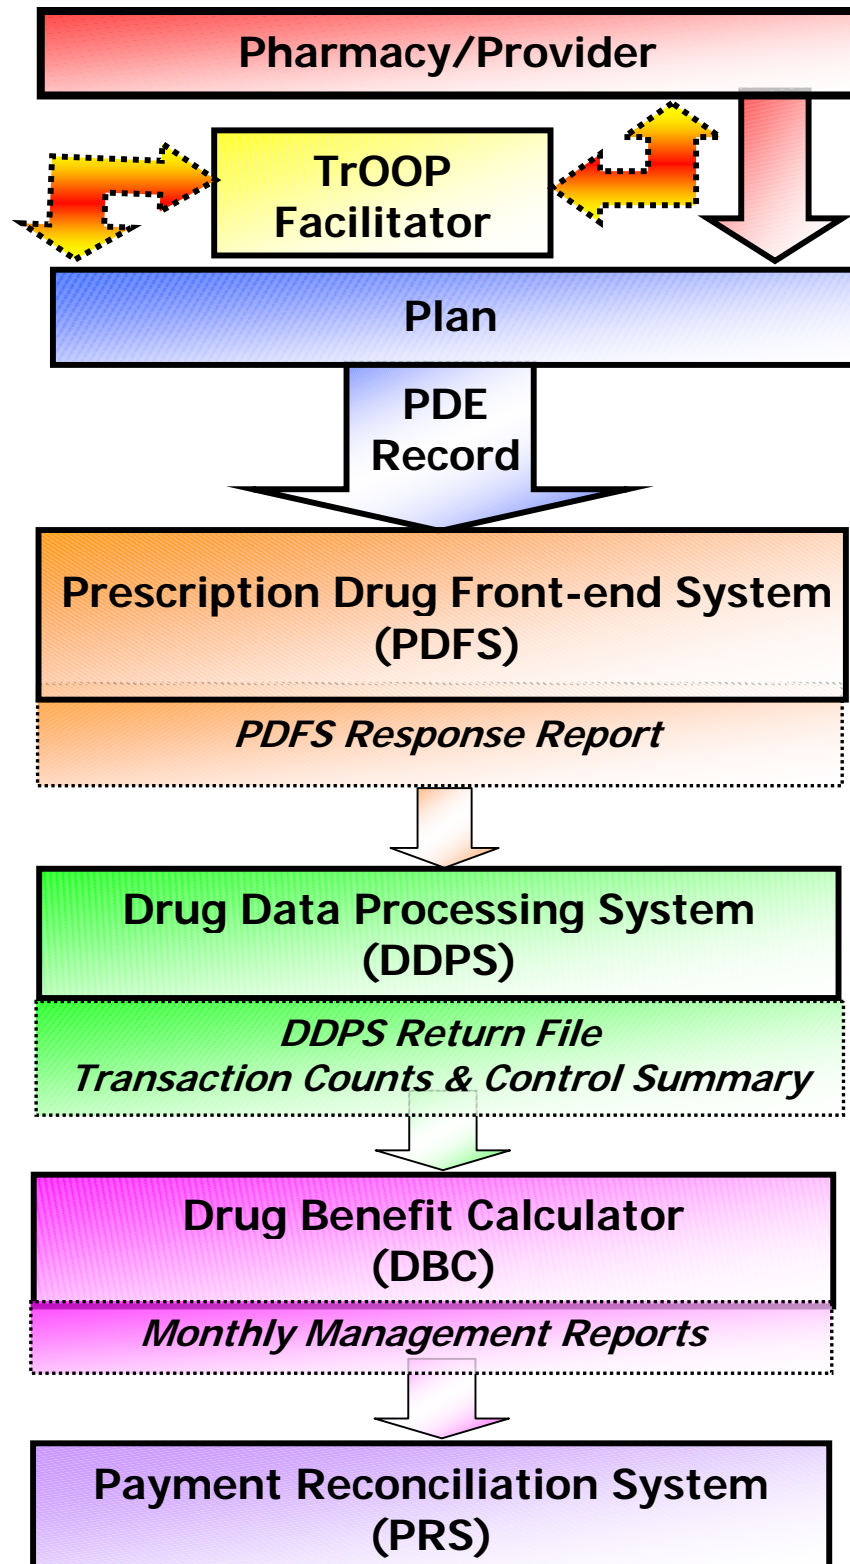 Pharmacy/Provider
TrOOP
Facilitator
Plan
PDE
Record
Prescription Drug Front-end System
(PDFS)
PDFS Response Report
Drug Data Processing System
(DDPS)
DDPS Return File
Transaction Counts & Control Summary
Drug Benefit Calculator
(DBC)
Monthly Management Reports
Payment Reconciliation System
(PRS)